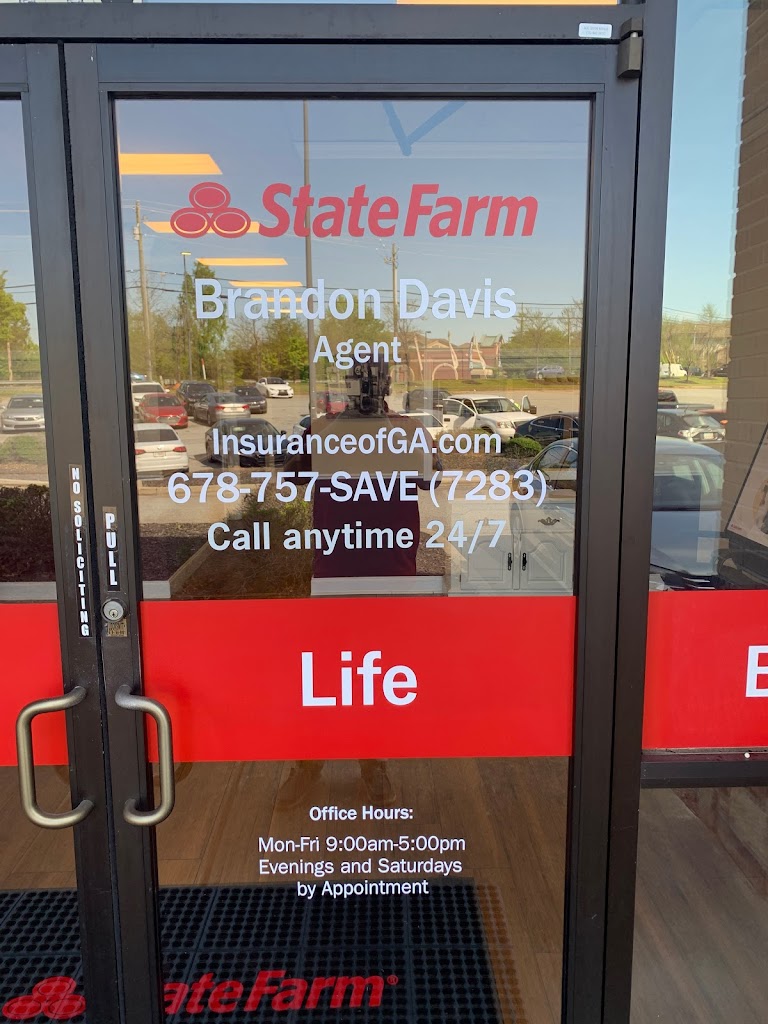 State Farm
Brandon Davis
Agent
InsuranceofGA.com
678-757-SAVE (7283)
Call anytime 24/7
NO SOLICITING
PULL
Life
Office Hours:
Mon-Fri 9:00am-5:00pm
Evenings and Saturdays
by Appointment
StateFarm®